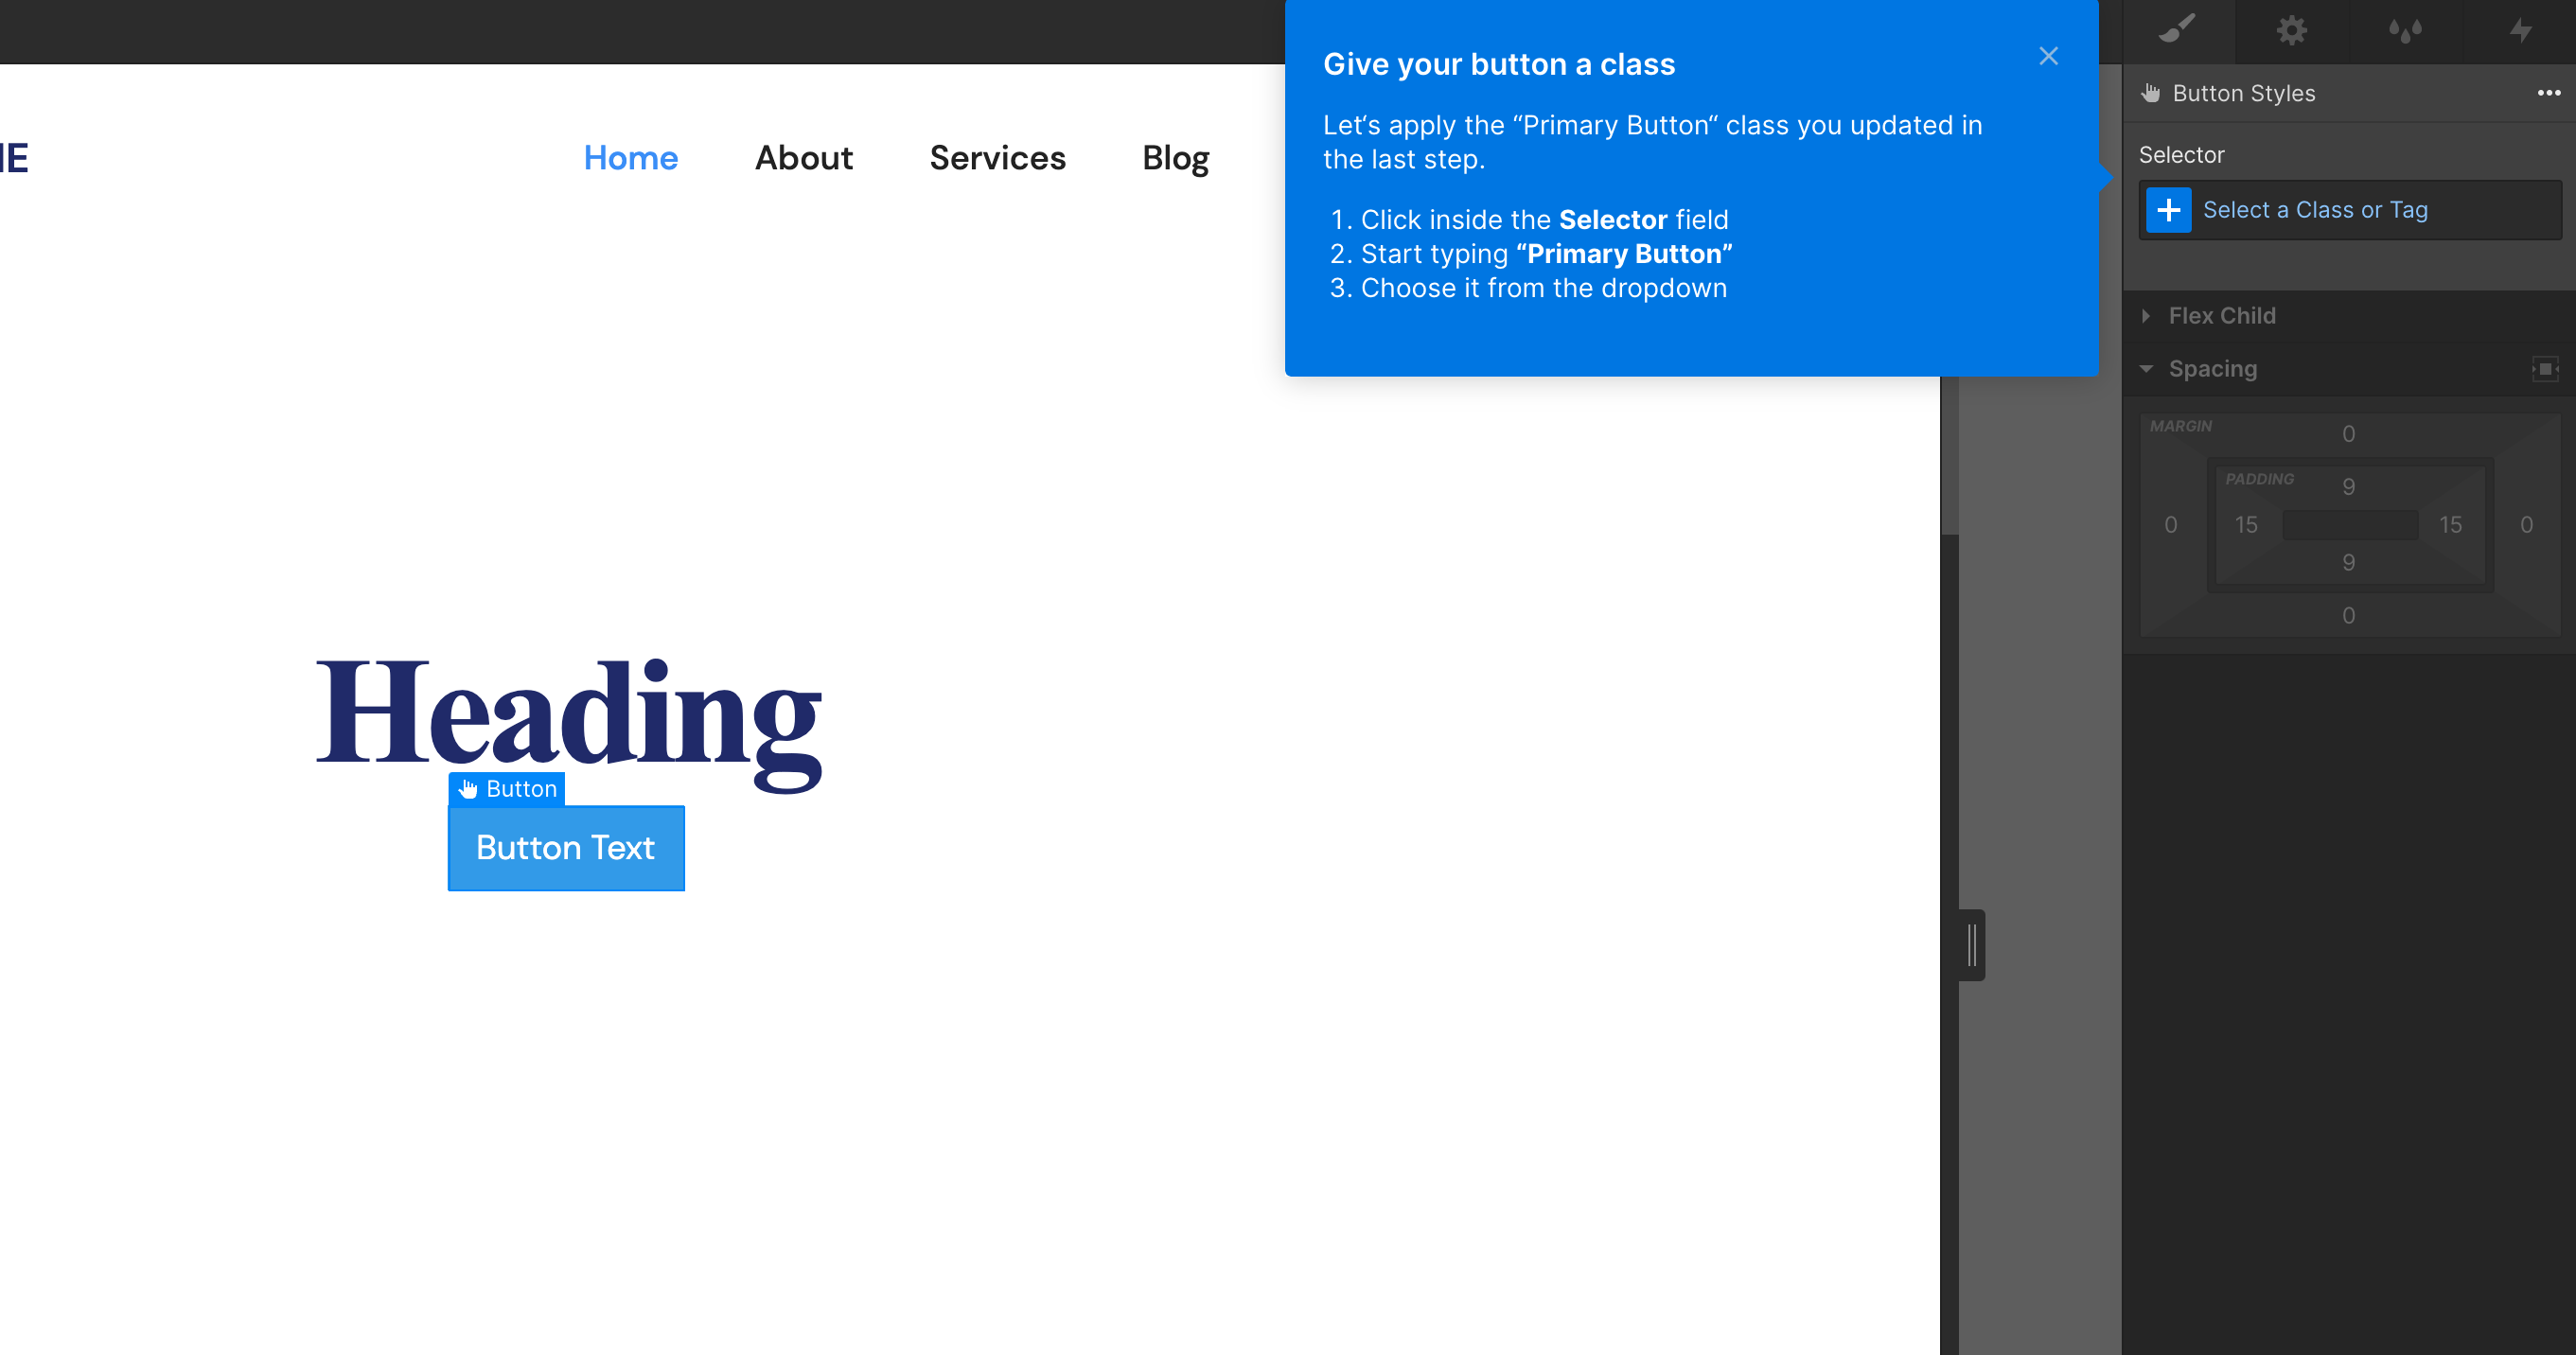 Give your button a class
Let‘s apply the “Primary Button“ class you updated in
the last step.
1. Click inside the Selector field
2. Start typing “Primary Button”
3. Choose it from the dropdown
Home About Services Blog
Heading
Button
Button Text
Button Styles
Selector
Select a Class or Tag
Flex Child
Spacing
MARGIN
0
PADDING
9
0 15 15 0
9
0